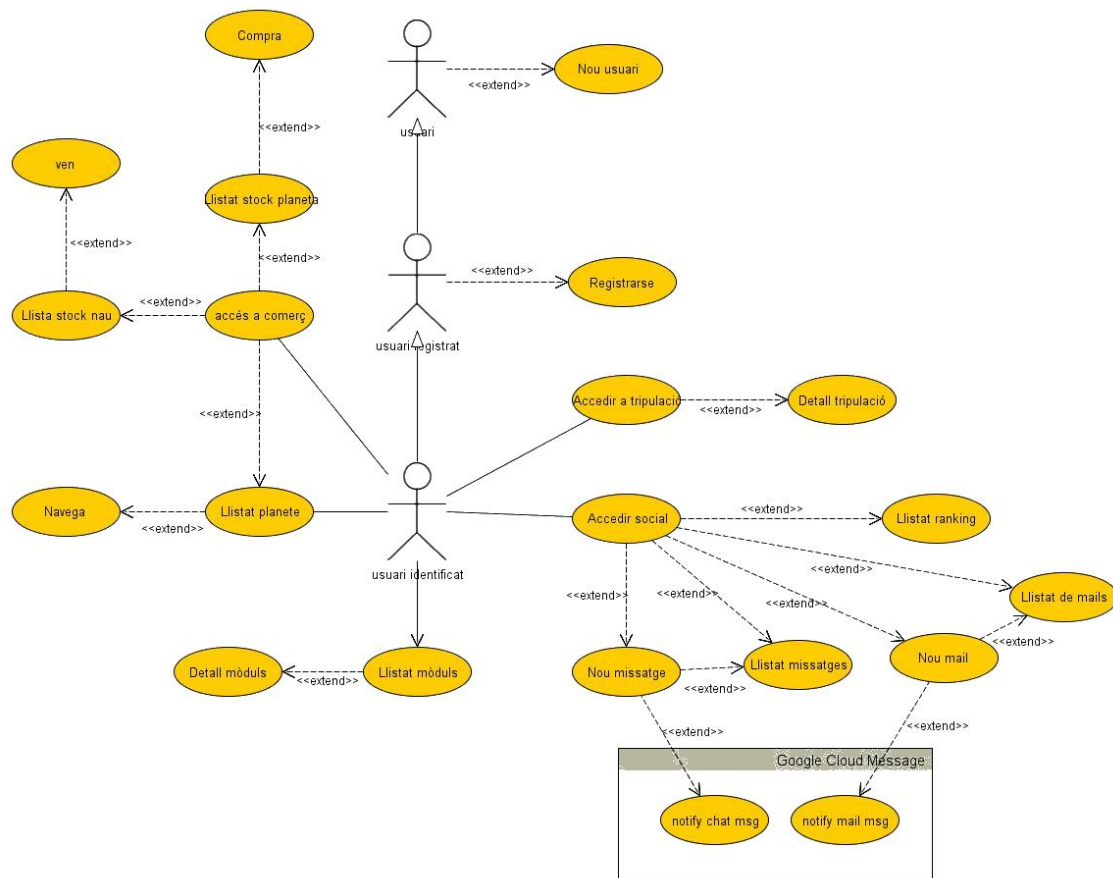 Compra
Nou usuari
<<extend>>
usuari
<<extend>>
ven
Llistat stock planeta
<<extend>>
<<extend>>
<<extend>>
Registrarse
Llista stock nau
<<extend>>
accés a comerç
usuari registrat
<<extend>>
Accedir a tripulació
<<extend>>
Detall tripulació
Navega
<<extend>>
Llistat planete
usuari identificat
Accedir social
<<extend>>
Llistat ranking
<<extend>>
<<extend>>
<<extend>>
<<extend>>
Llistat de mails
<<extend>>
Nou mail
Detall mòduls
<<extend>>
Llistat mòduls
Nou missatge
<<extend>>
Llistat missatges
<<extend>>
<<extend>>
Google Cloud Message
notify chat msg
notify mail msg